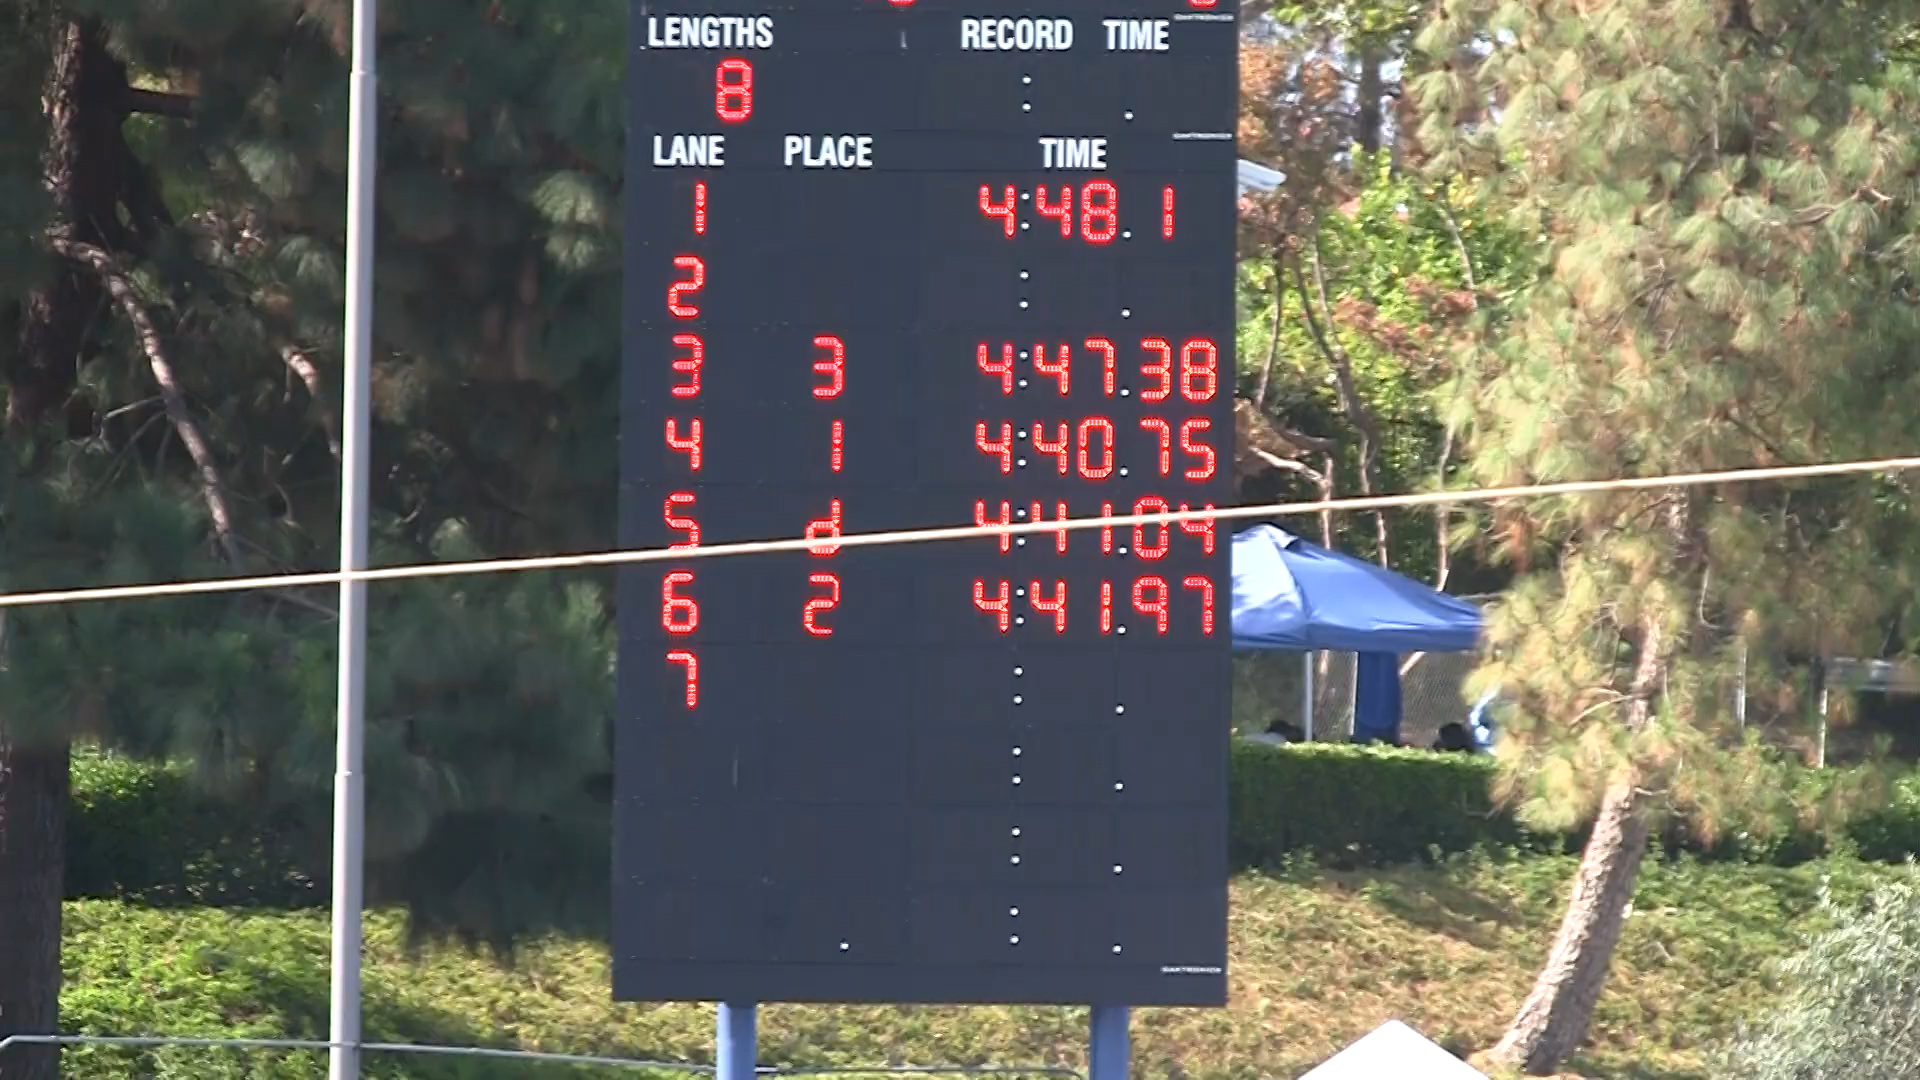 LENGTHS RECORD TIME
8 : .
LANE PLACE TIME
1 4:48.1
2 : .
3 3 4:47.38
4 1 4:40.75
5 d 4:41.04
6 2 4:41.97
7 : .
DAKTRONICS